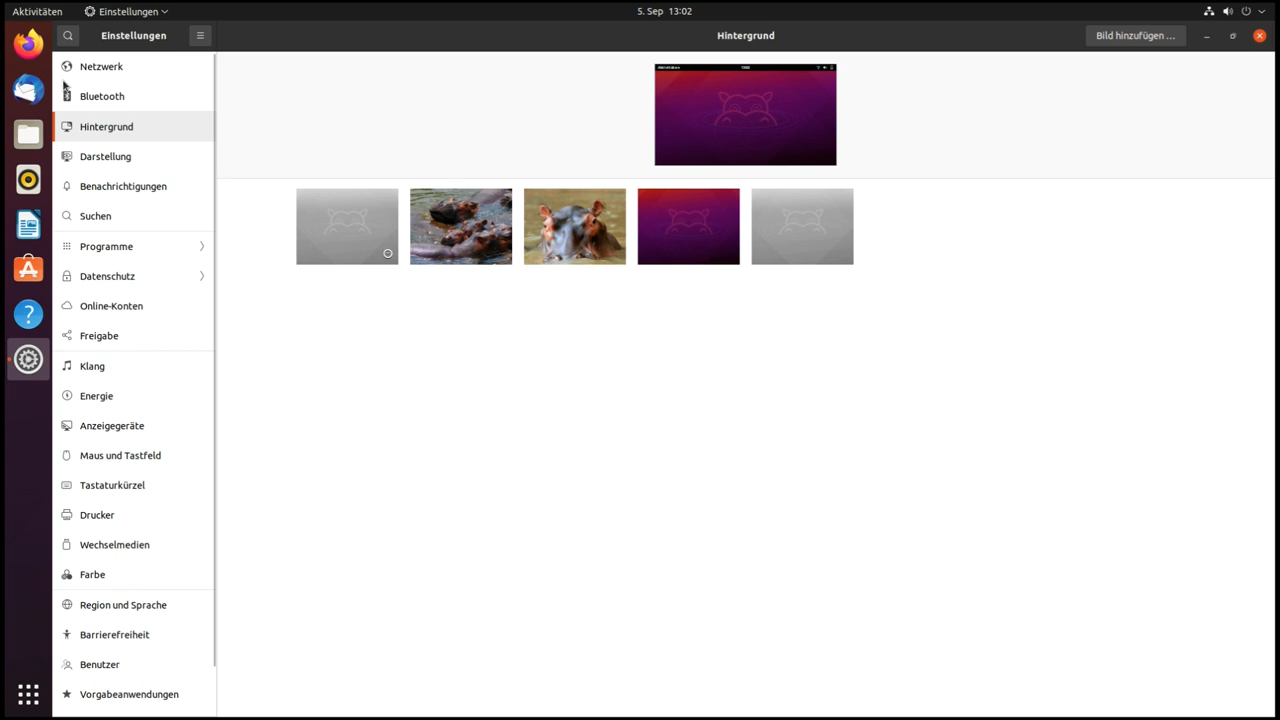 Aktivitäten
Einstellungen
5. Sep 13:02
Einstellungen
Hintergrund
Bild hinzufügen ...
Netzwerk
Bluetooth
Hintergrund
Darstellung
Benachrichtigungen
Suchen
Programme
Datenschutz
Online-Konten
Freigabe
Klang
Energie
Anzeigegeräte
Maus und Tastfeld
Tastaturkürzel
Drucker
Wechselmedien
Farbe
Region und Sprache
Barrierefreiheit
Benutzer
Vorgabeanwendungen